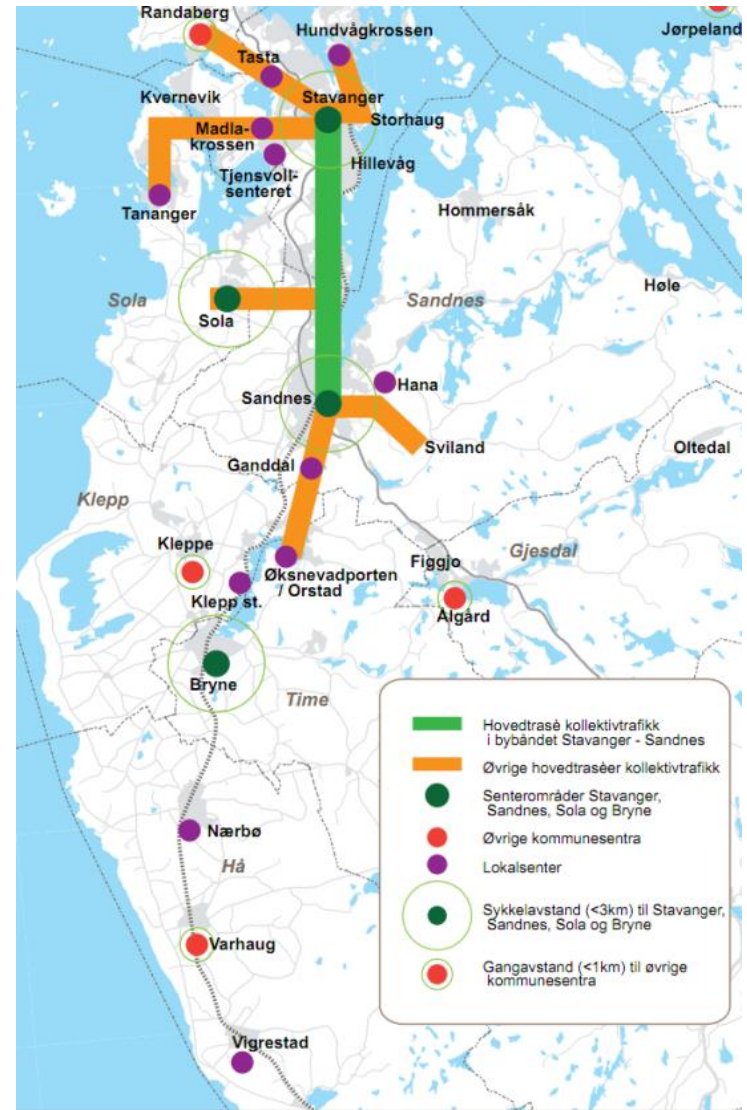 Randaberg
Hundvågkrossen
Jørpeland
Tasta
Kvernevik
Stavanger
Storhaug
Madla-
krossen
Hillevåg
Tjensvoll-
senteret
Tananger
Hommersåk
Høle
Sola
Sandnes
Sola
Hana
Sandnes
Sviland
Oltedal
Ganddal
Klepp
Kleppe
Øksnevadporten
/ Orstad
Figgjo
Gjesdal
Klepp st.
Ålgård
Bryne
Time
Nærbø
Hå
Varhaug
Vigrestad
Hovedtrasè kollektivtrafikk
i bybåndet Stavanger - Sandnes
Øvrige hovedtrasèer kollektivtrafikk
Senterområder Stavanger,
Sandnes, Sola og Bryne
Øvrige kommunesentra
Lokalsenter
Sykkelavstand (<3km) til Stavanger,
Sandnes, Sola og Bryne
Gangavstand (<1km) til øvrige
kommunesentra